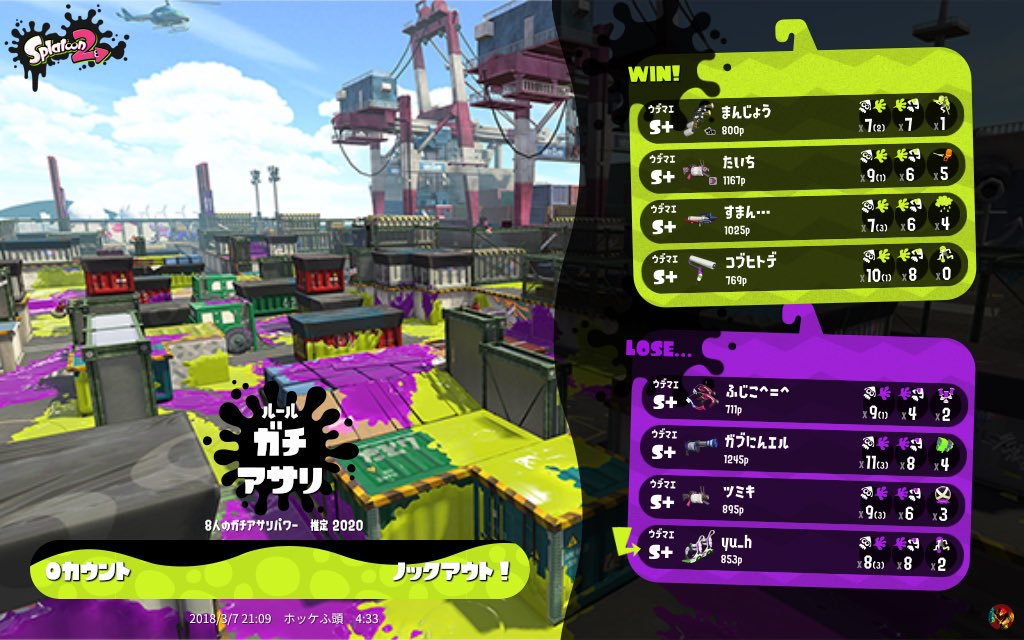 Splatoon 2
WIN!
ウデマエ
S+
まんじょう
800p
x7(2) x7 x1
ウデマエ
S+
たいち
1167p
x9(1) x6 x5
ウデマエ
S+
すまん…
1025p
x7(3) x6 x4
ウデマエ
S+
コブヒトデ
769p
x10(1) x8 x0
LOSE...
ウデマエ
S+
ふじこ^=^
711p
x9(1) x4 x2
ウデマエ
S+
ガブにんエル
1245p
x11(3) x8 x4
ウデマエ
S+
ツミキ
895p
x9(3) x6 x3
ウデマエ
S+
yu_h
853p
x8(3) x8 x2
ルール
ガチ
アサリ
8人のガチアサリパワー 推定 2020
0カウント ノックアウト!
2018/3/7 21:09 ホッケふ頭 4:33